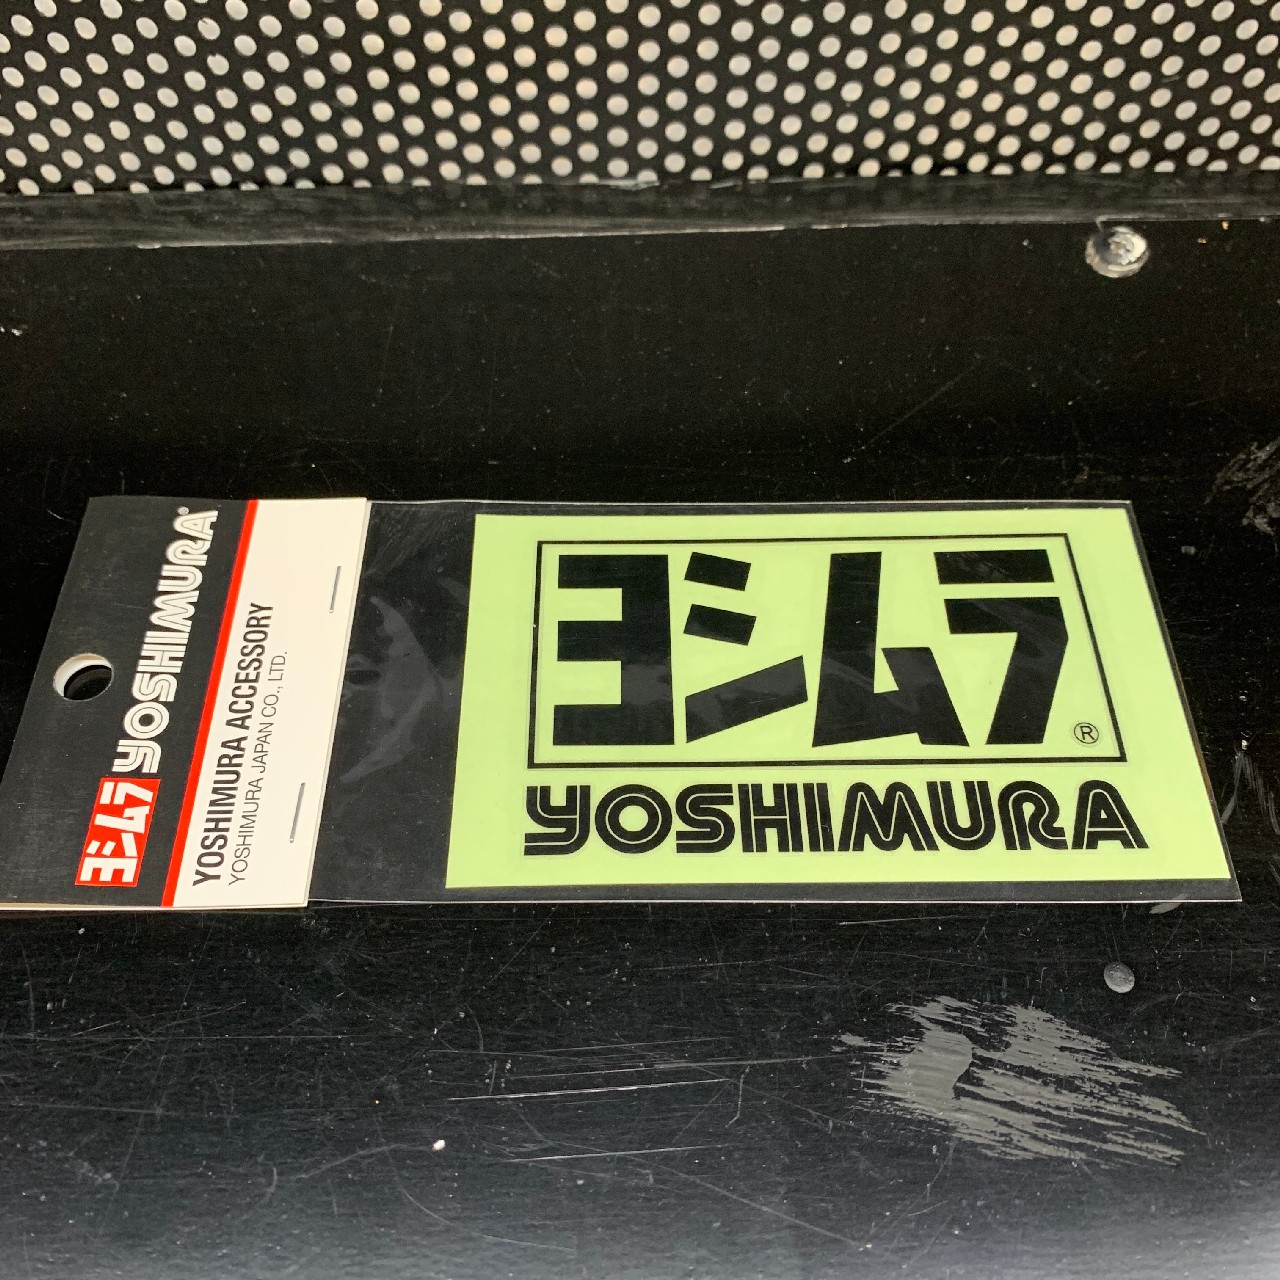 ヨシムラ YOSHIMURA®
YOSHIMURA ACCESSORY
YOSHIMURA JAPAN CO., LTD.
ヨシムラ®
YOSHIMURA